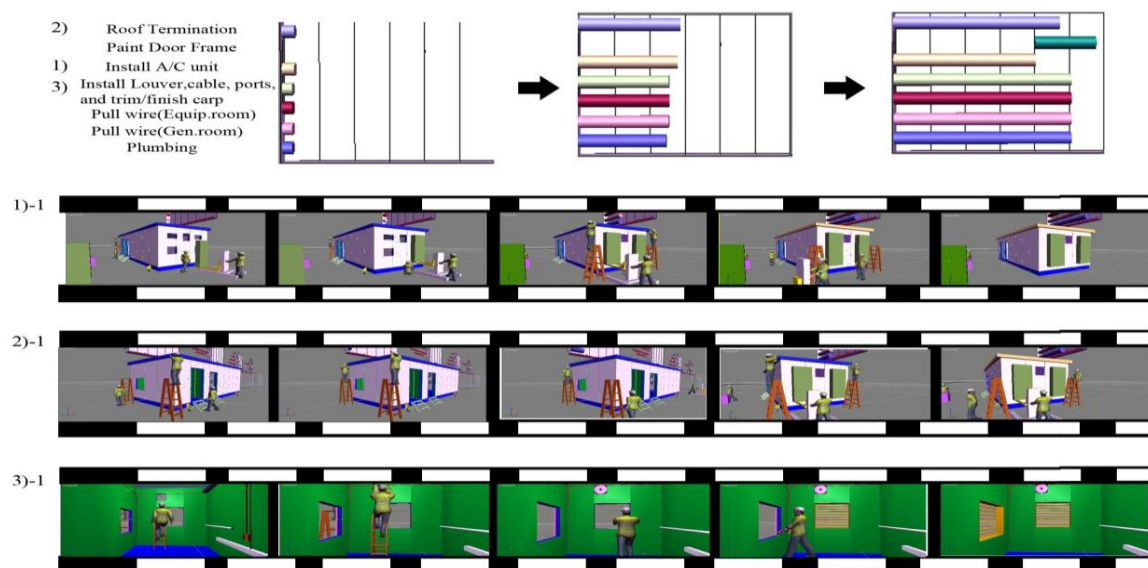 2) Roof Termination
Paint Door Frame
1) Install A/C unit
3) Install Louver,cable, ports,
and trim/finish carp
Pull wire(Equip.room)
Pull wire(Gen.room)
Plumbing
1)-1
2)-1
3)-1